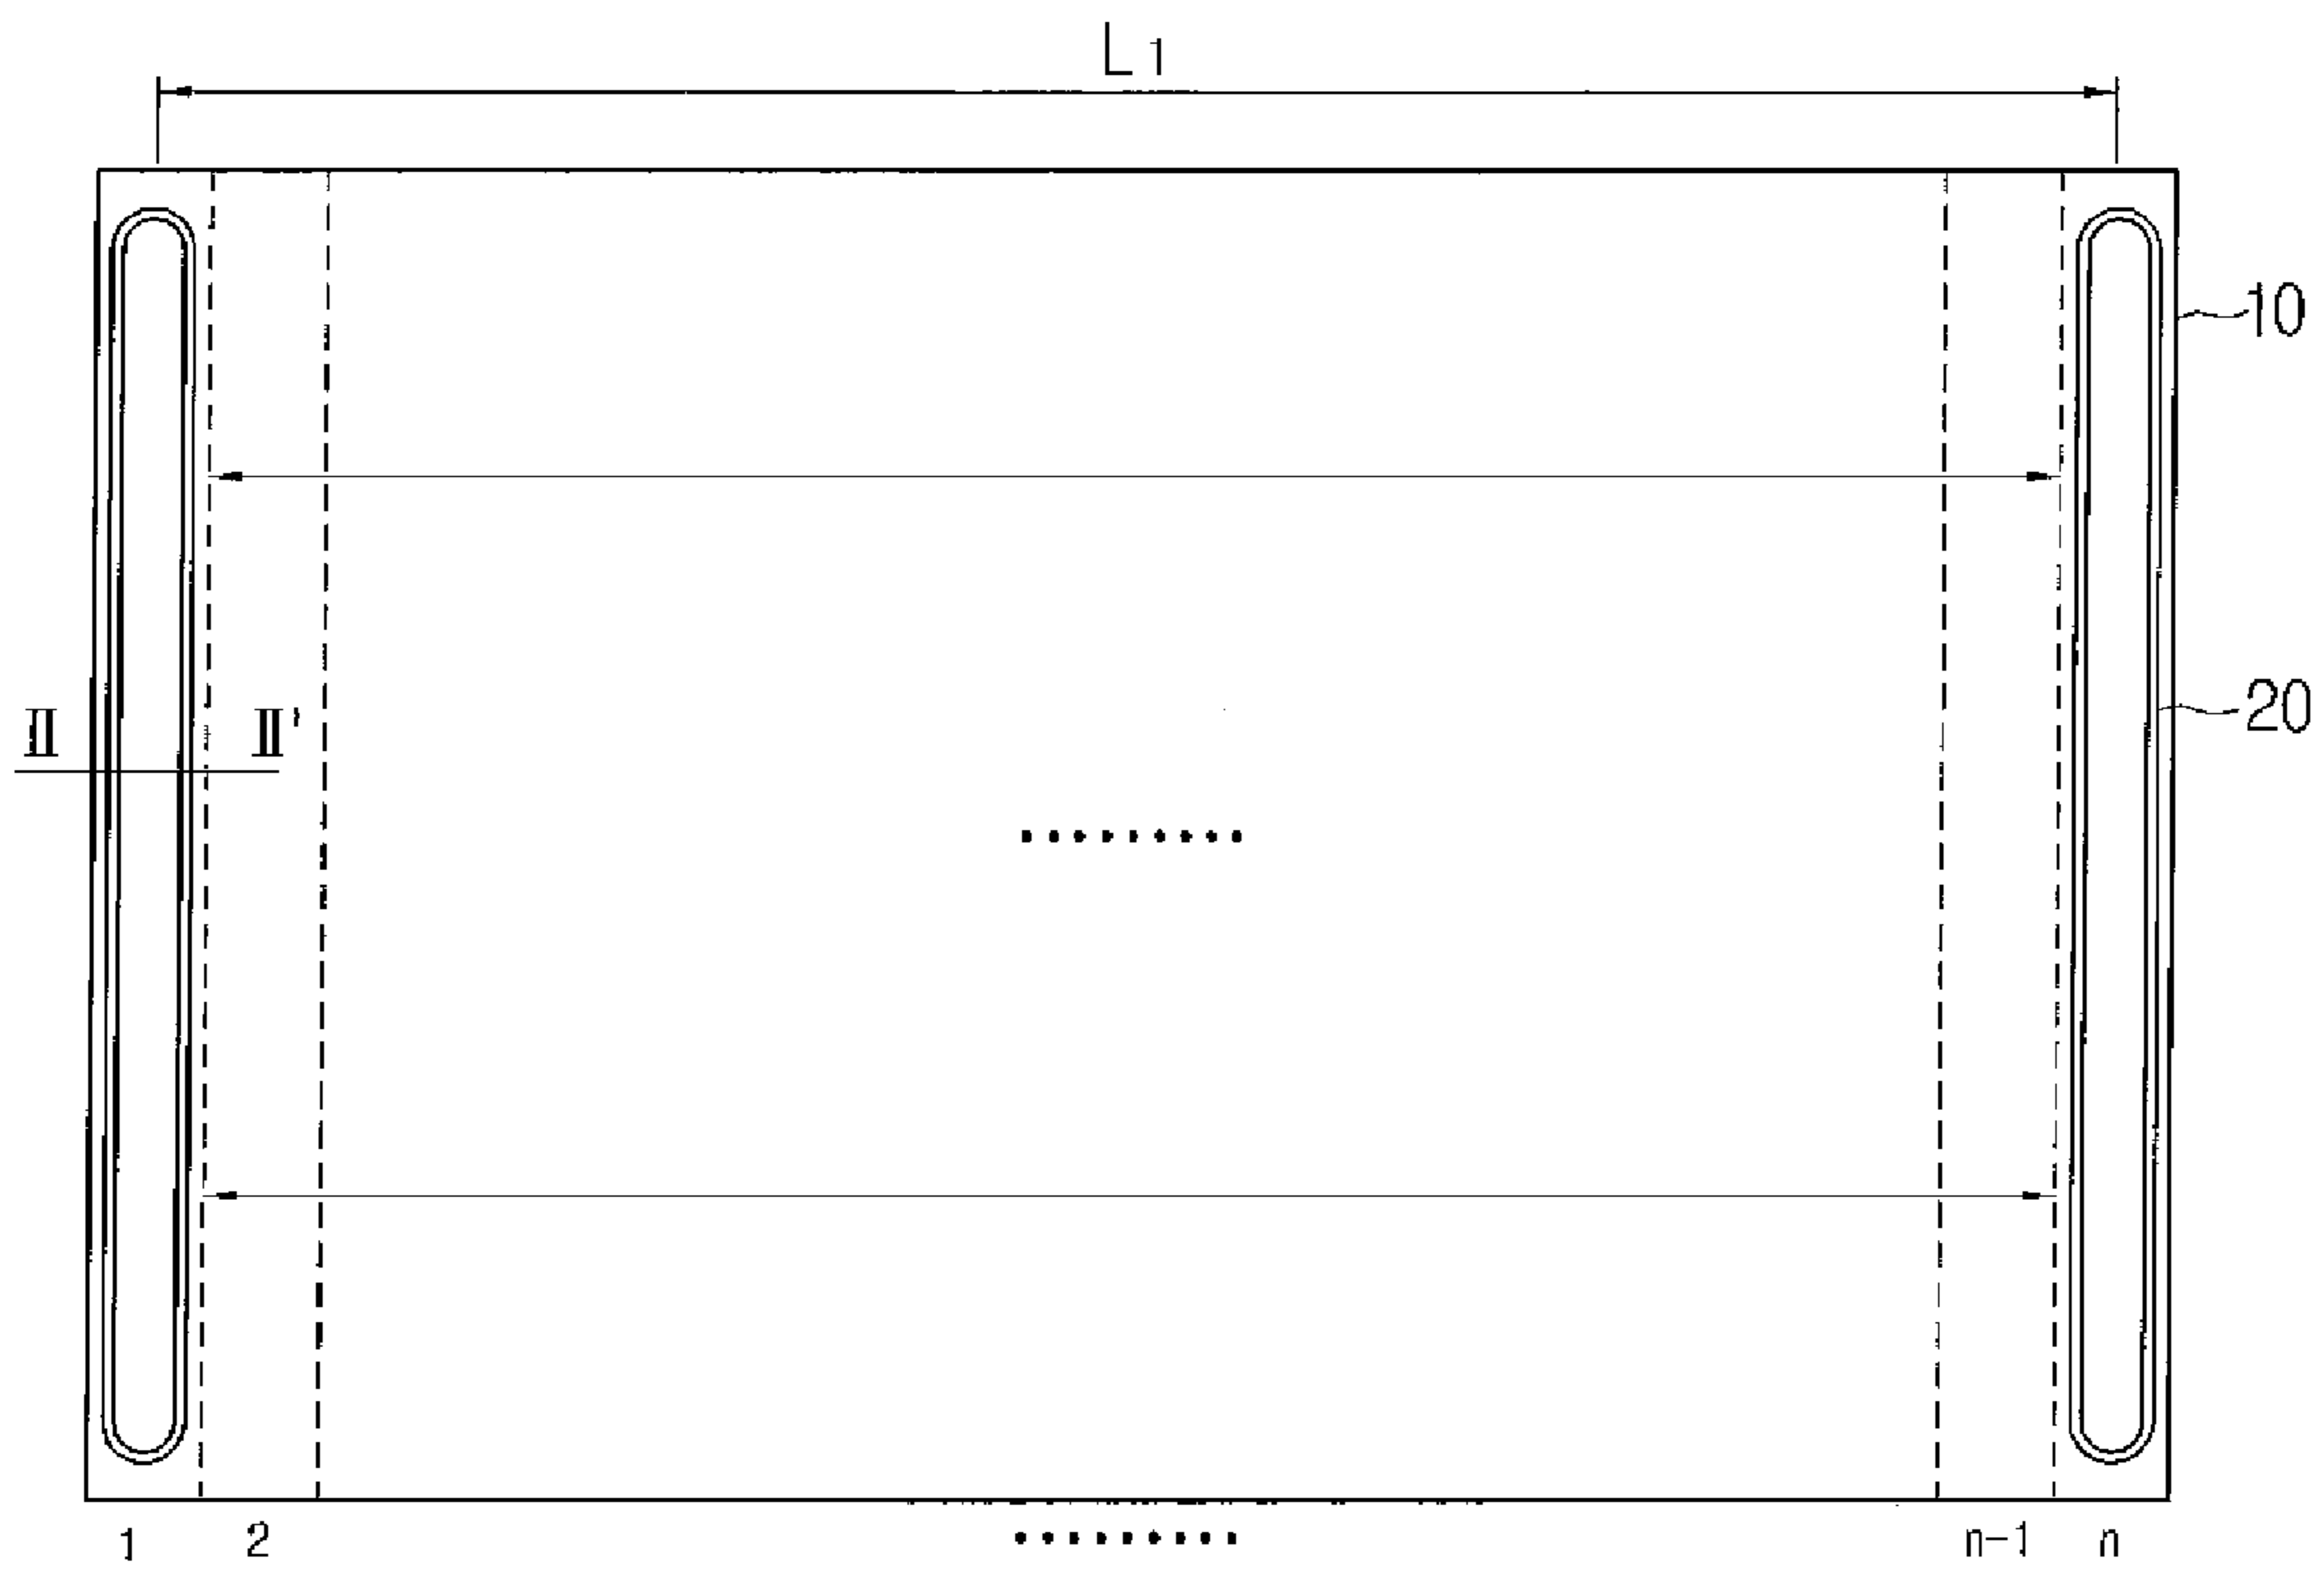 L1
10
20
Ⅱ Ⅱ'
.........
1 2 ......... n-1 n